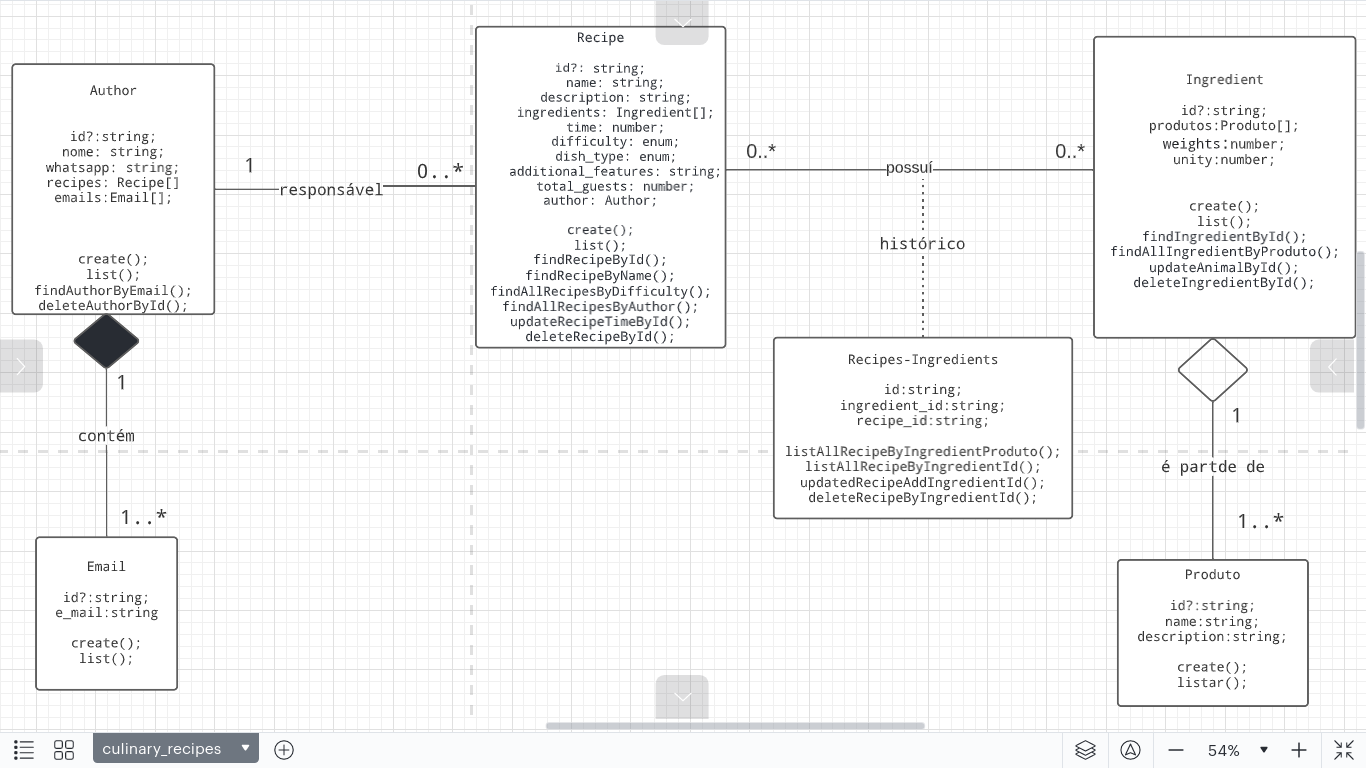 Author
id?:string;
nome: string;
whatsapp: string;
recipes: Recipe[]
emails:Email[];
create();
list();
findAuthorByEmail();
deleteAuthorById();
1
responsável
0..*
Recipe
id?: string;
name: string;
description: string;
ingredients: Ingredient[];
time: number;
difficulty: enum;
dish_type: enum;
additional_features: string;
total_guests: number;
author: Author;
create();
list();
findRecipeById();
findRecipeByName();
findAllRecipesByDifficulty();
findAllRecipesByAuthor();
updateRecipeTimeById();
deleteRecipeById();
0..*
possuí
0..*
histórico
Ingredient
id?:string;
produtos:Produto[];
weights:number;
unity:number;
create();
list();
findIngredientById();
findAllIngredientByProduto();
updateAnimalById();
deleteIngredientById();
Recipes-Ingredients
id:string;
ingredient_id:string;
recipe_id:string;
listAllRecipeByIngredientProduto();
listAllRecipeByIngredientId();
updatedRecipeAddIngredientId();
deleteRecipeByIngredientId();
1
contém
1..*
Email
id?:string;
e_mail:string
create();
list();
1
é partde de
1..*
Produto
id?:string;
name:string;
description:string;
create();
listar();
culinary_recipes
54%